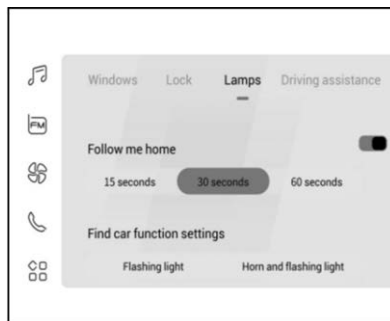 Windows Lock Lamps Driving assistance
FM
Follow me home
15 seconds 30 seconds 60 seconds
Find car function settings
Flashing light Horn and flashing light